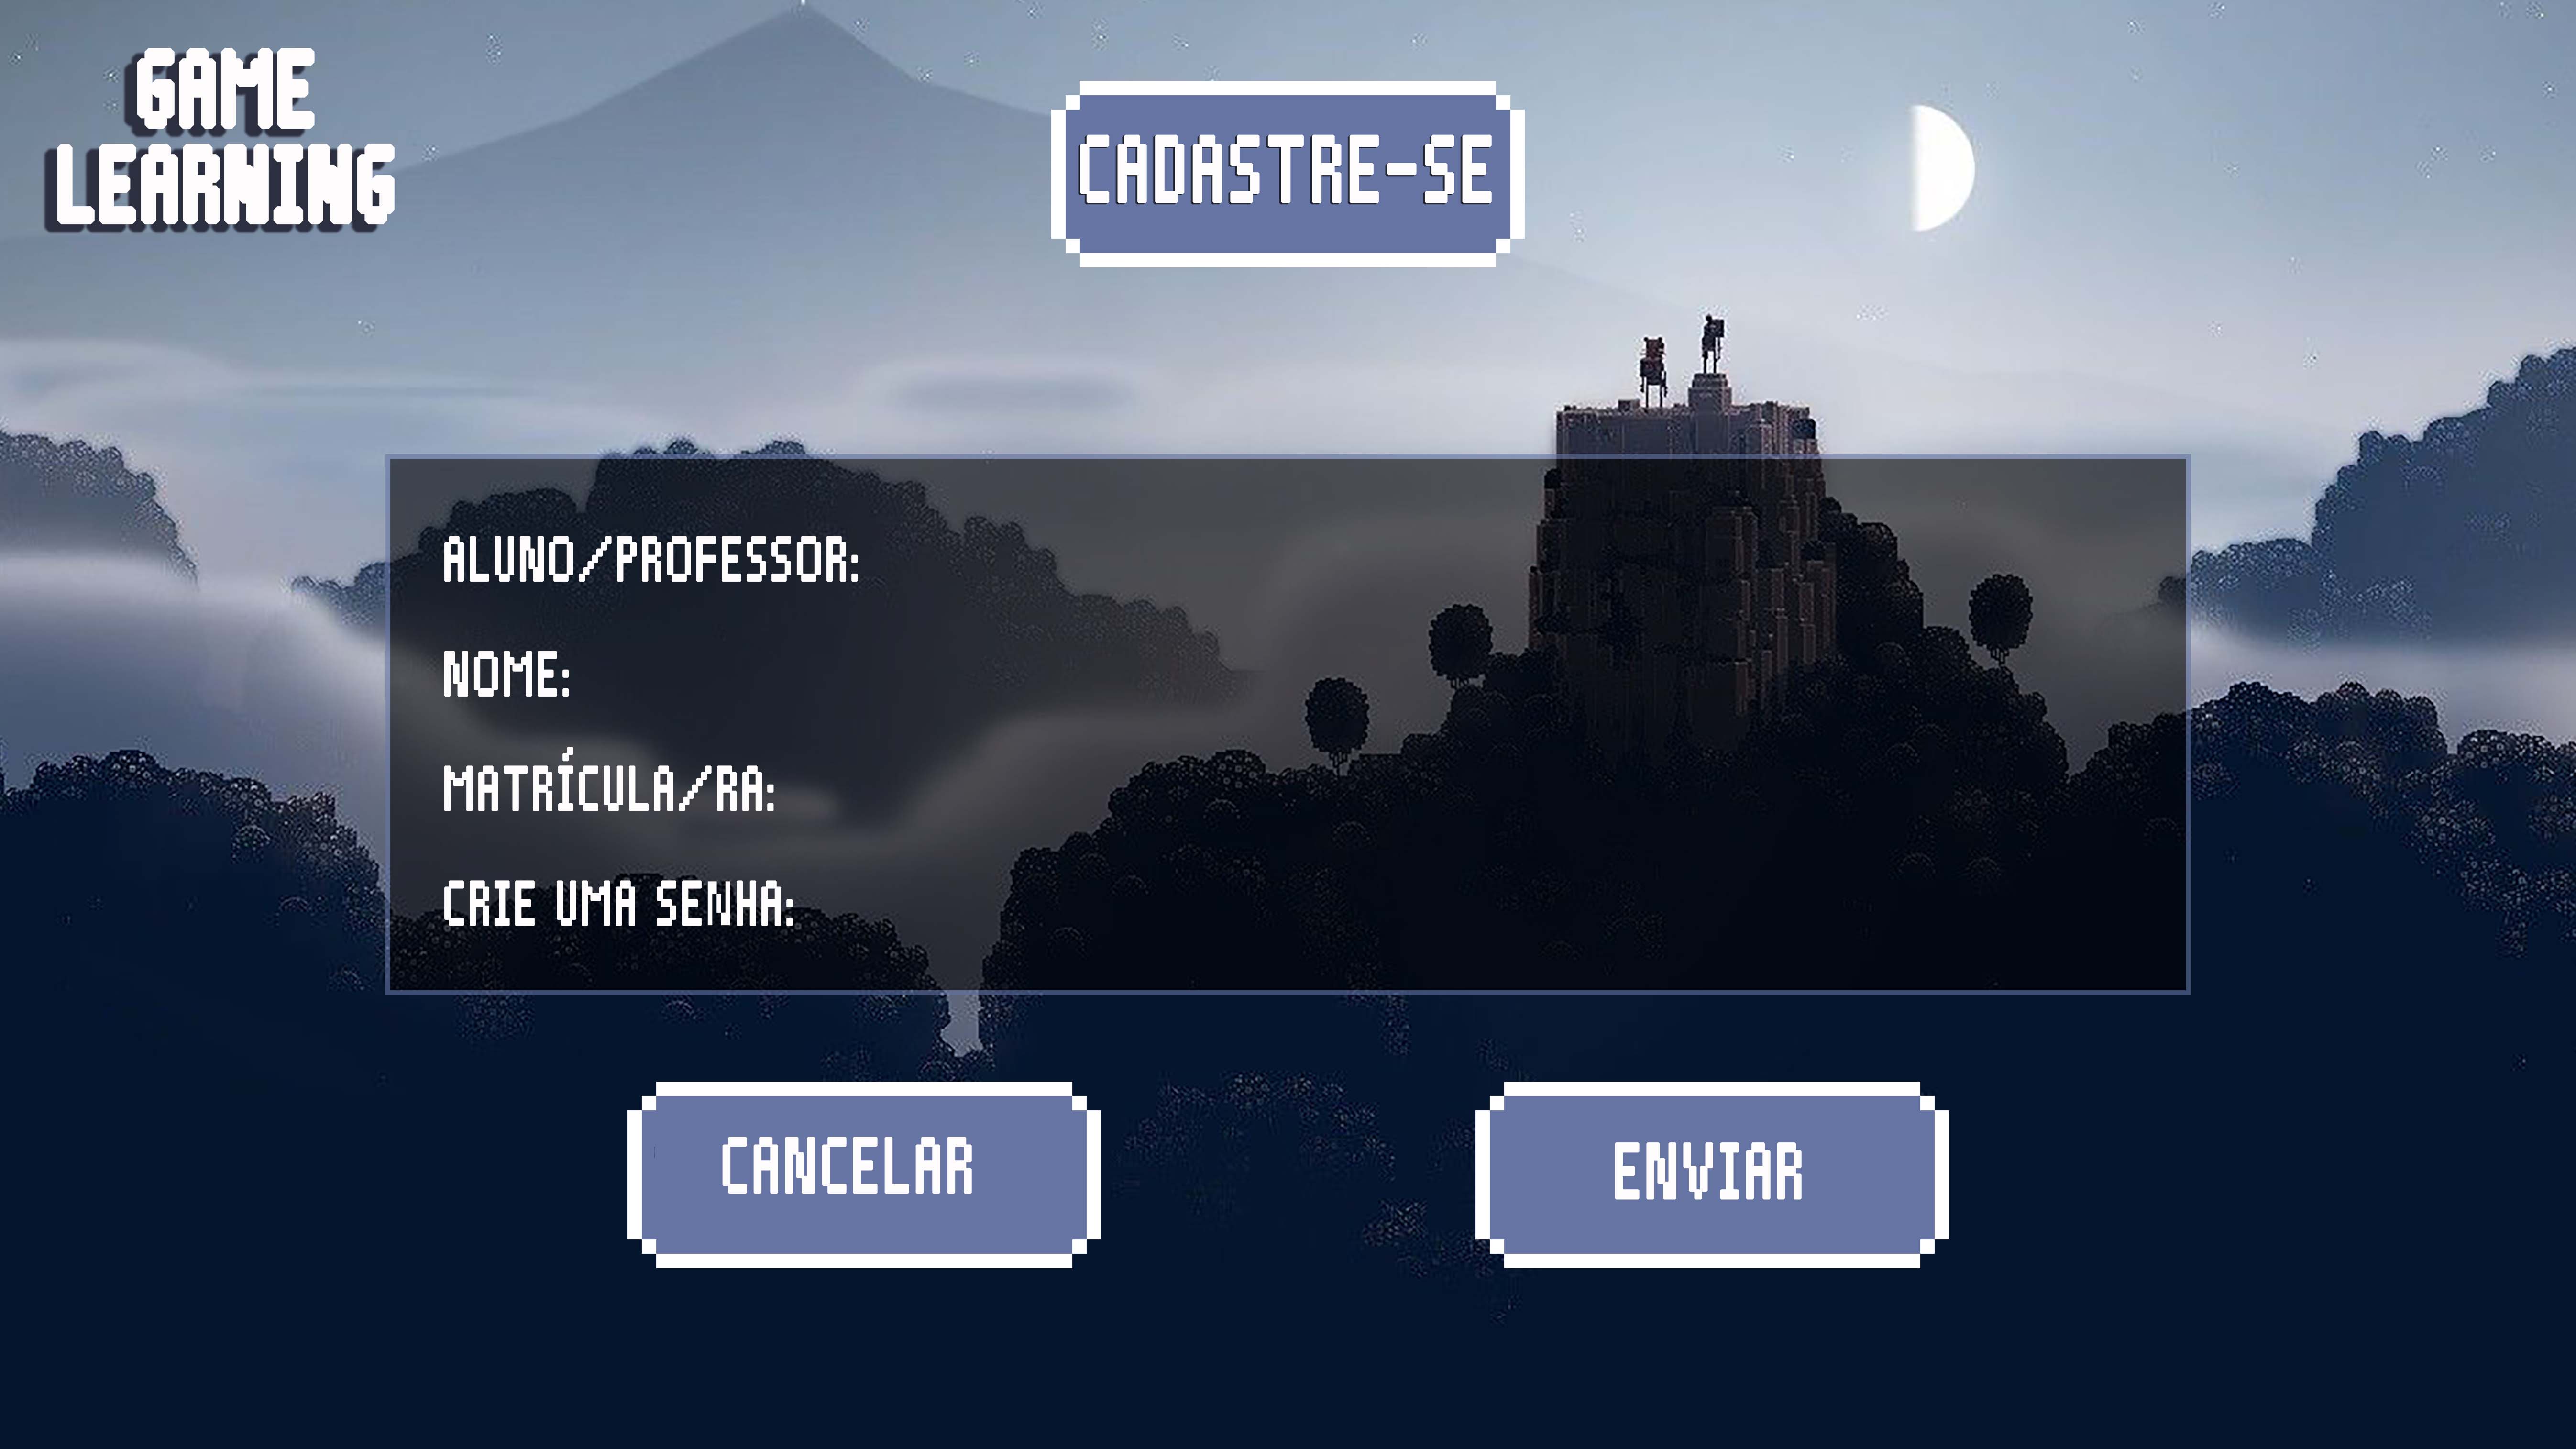 GAME
LEARNING
CADASTRE-SE
ALUNO/PROFESSOR:
NOME:
MATRÍCULA/RA:
CRIE UMA SENHA:
CANCELAR
ENVIAR